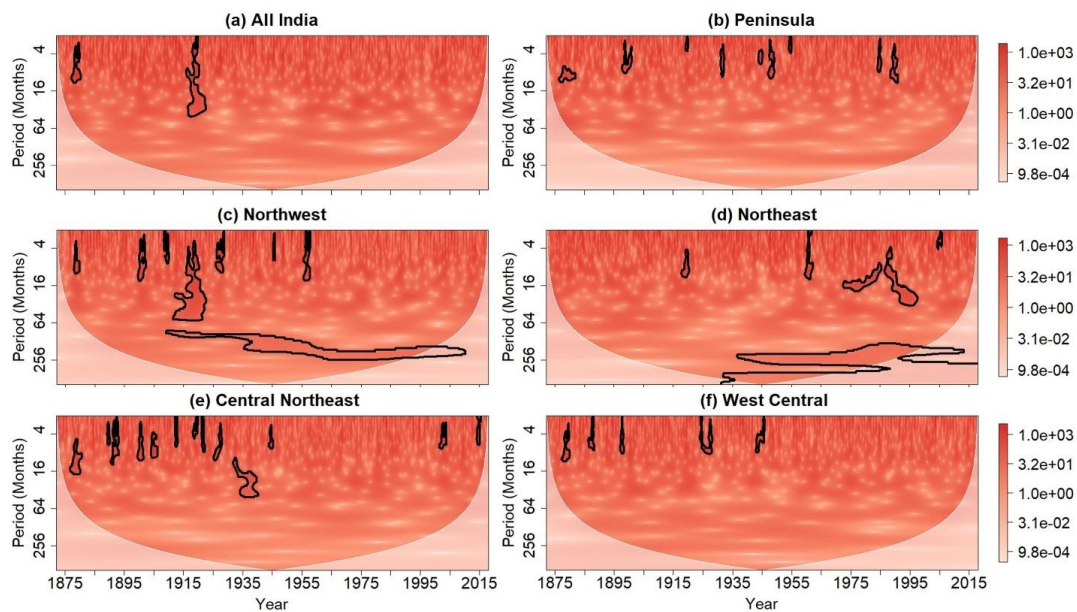 (a) All India
(b) Peninsula
Period (Months)
4
16
64
256
Period (Months)
4
16
64
256
1.0e+03
3.2e+01
1.0e+00
3.1e-02
9.8e-04
(c) Northwest
(d) Northeast
Period (Months)
4
16
64
256
Period (Months)
4
16
64
256
1.0e+03
3.2e+01
1.0e+00
3.1e-02
9.8e-04
(e) Central Northeast
(f) West Central
Period (Months)
4
16
64
256
Period (Months)
4
16
64
256
1.0e+03
3.2e+01
1.0e+00
3.1e-02
9.8e-04
1875 1895 1915 1935 1955 1975 1995 2015
1875 1895 1915 1935 1955 1975 1995 2015
Year
Year